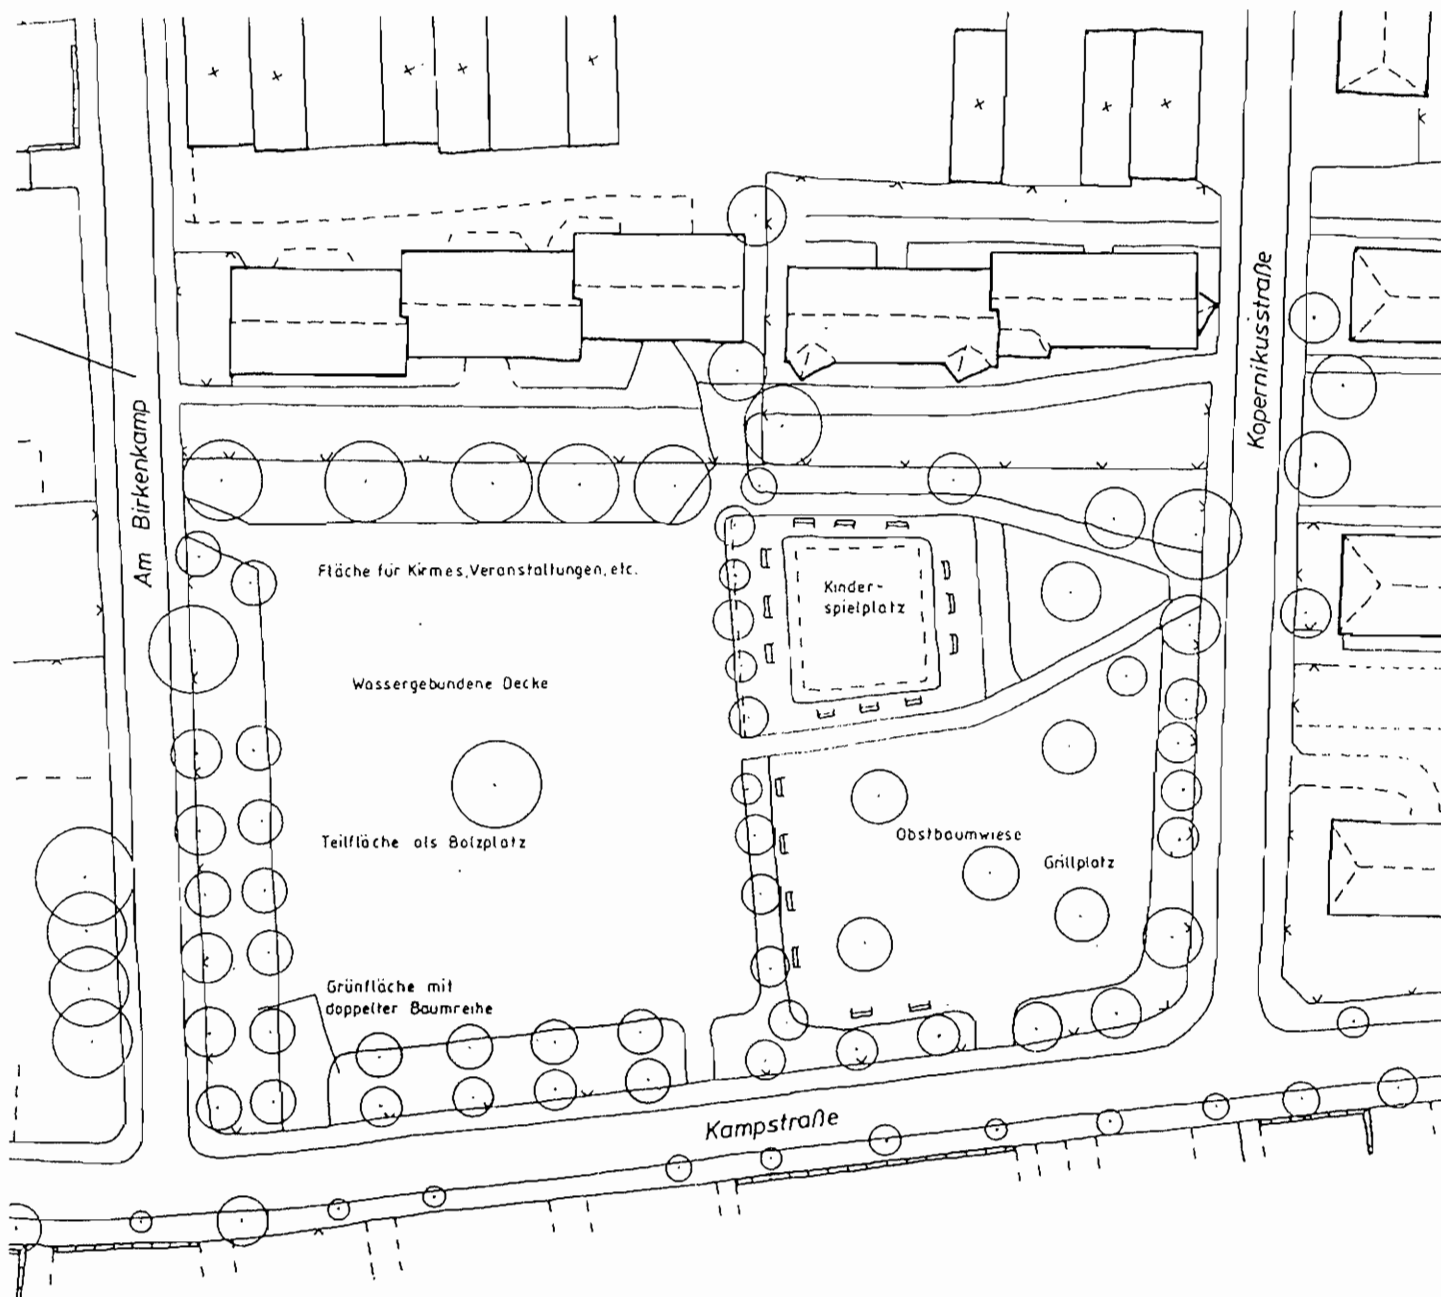 Kopernikusstraße
Am Birkenkamp
Fläche für Kirmes, Veranstaltungen, etc.
Kinder-
spielplatz
Wassergebundene Decke
Teilfläche als Bolzplatz
Obstbaumwiese
Grillplatz
Grünfläche mit
doppelter Baumreihe
Kampstraße